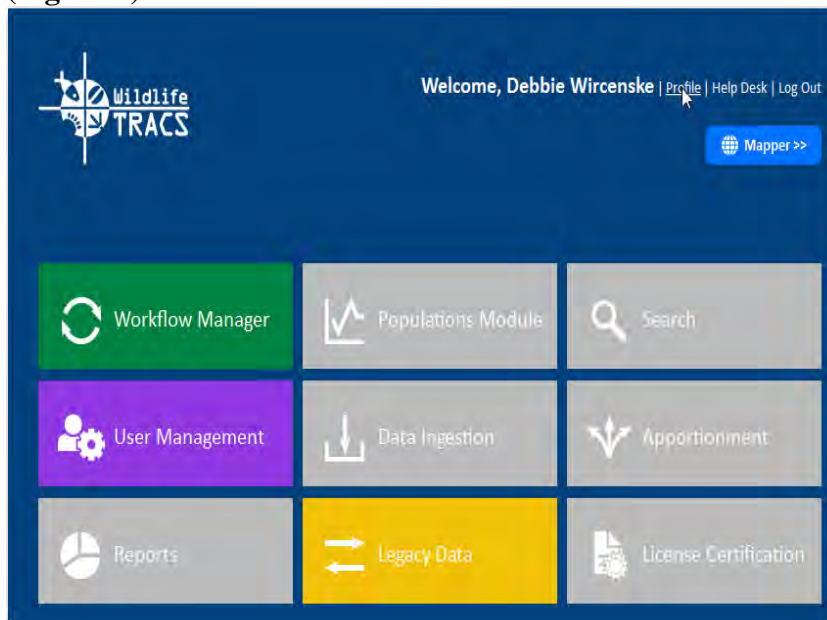 Wildlife
TRACS
Welcome, Debbie Wircenske | Profile | Help Desk | Log Out
Mapper >>
Workflow Manager
Populations Module
Search
User Management
Data Ingestion
Apportionment
Reports
Legacy Data
License Certification